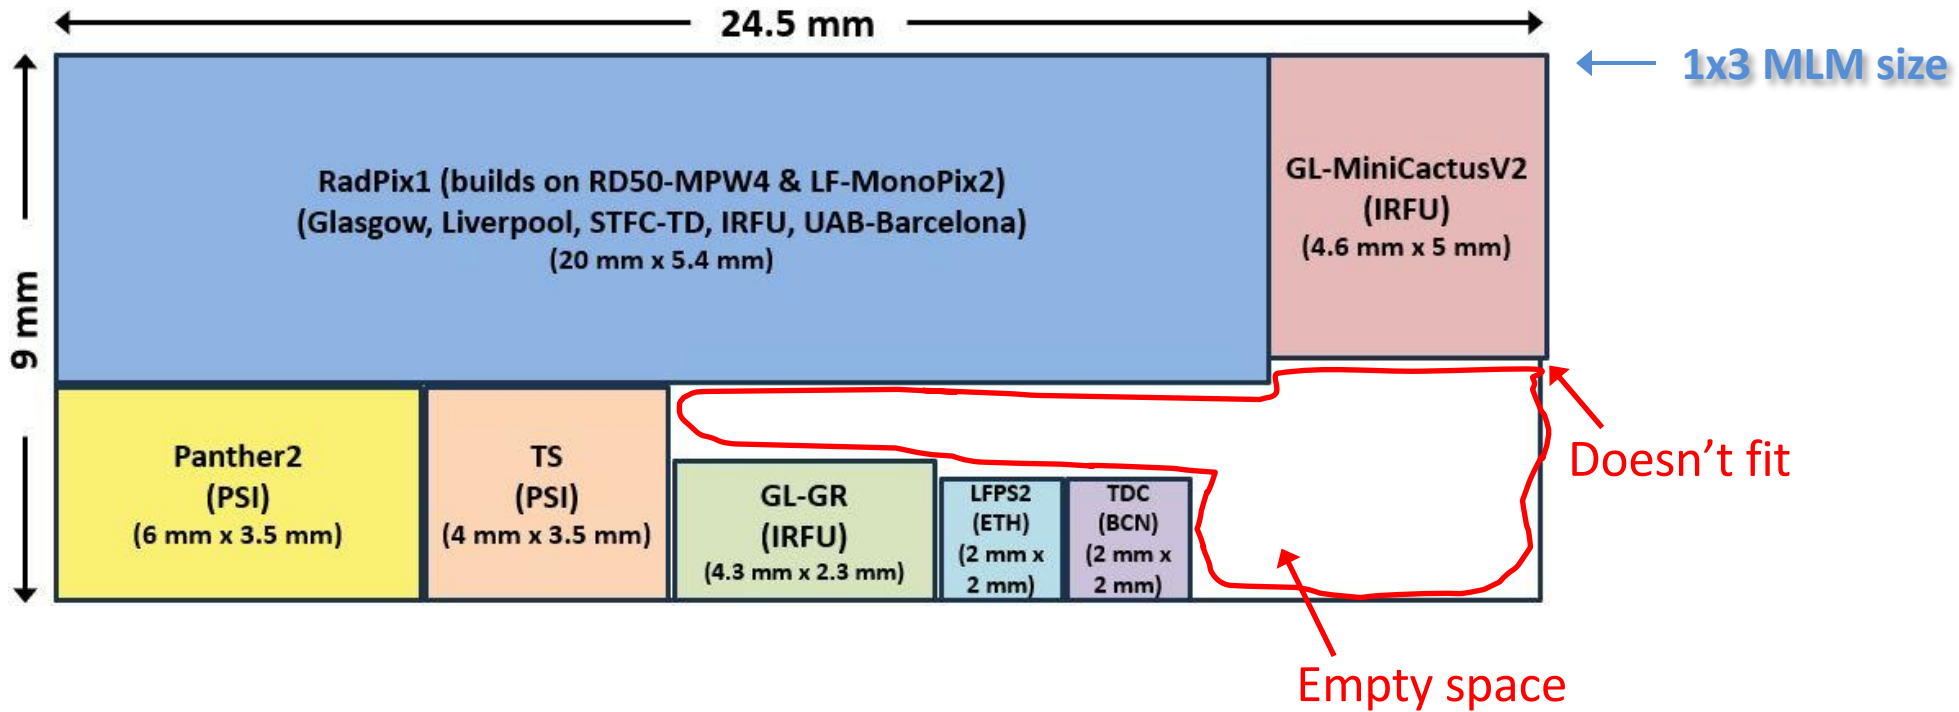 24.5 mm
1x3 MLM size
9 mm
RadPix1 (builds on RD50-MPW4 & LF-MonoPix2)
(Glasgow, Liverpool, STFC-TD, IRFU, UAB-Barcelona)
(20 mm x 5.4 mm)
GL-MiniCactusV2
(IRFU)
(4.6 mm x 5 mm)
Panther2
(PSI)
(6 mm x 3.5 mm)
TS
(PSI)
(4 mm x 3.5 mm)
GL-GR
(IRFU)
(4.3 mm x 2.3 mm)
LFPS2
(ETH)
(2 mm x
2 mm)
TDC
(BCN)
(2 mm x
2 mm)
Doesn’t fit
Empty space